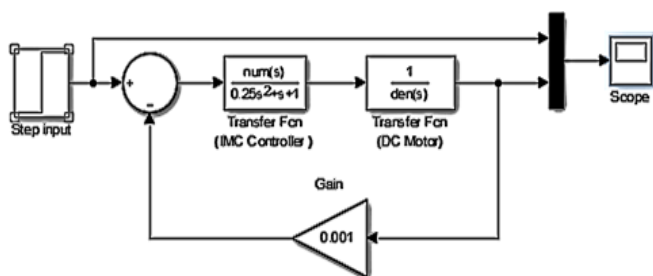 Step input
+
-
num(s)
0.25s2+s+1
Transfer Fcn
(IMC Controller )
1
den(s)
Transfer Fcn
(DC Motor)
Scope
Gain
0.001